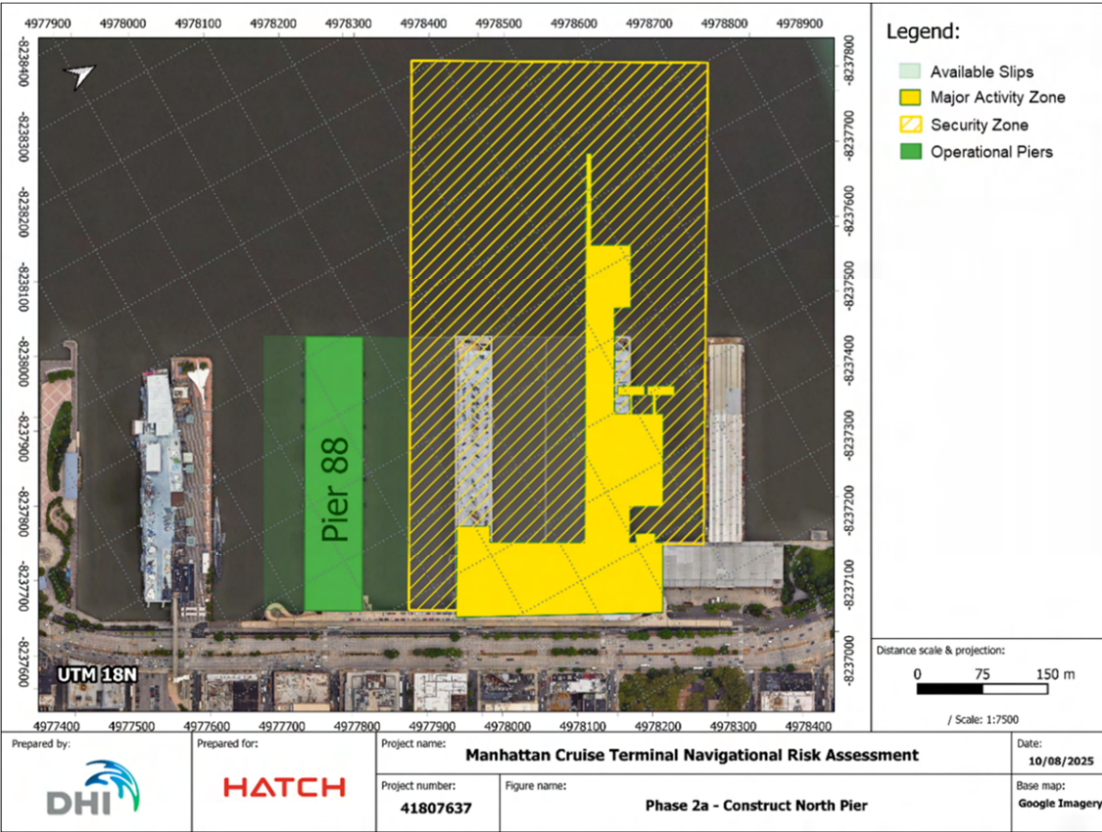 4977900 4978000 4978100 4978200 4978300 4978400 4978500 4978600 4978700 4978800 4978900
-8238400
-8238300
-8238200
-8238100
-8238000
-8237900
-8237800
-8237700
-8237600
-8237800
-8237700
-8237600
-8237500
-8237400
-8237300
-8237200
-8237100
-8237000
Pier 88
UTM 18N
4977400 4977500 4977600 4977700 4977800 4977900 4978000 4978100 4978200 4978300 4978400
Legend:
Available Slips
Major Activity Zone
Security Zone
Operational Piers
Distance scale & projection:
0 75 150 m
/ Scale: 1:7500
Prepared by:
DHI
Prepared for:
HATCH
Project name:
Manhattan Cruise Terminal Navigational Risk Assessment
Project number:
41807637
Figure name:
Phase 2a - Construct North Pier
Date:
10/08/2025
Base map:
Google Imagery